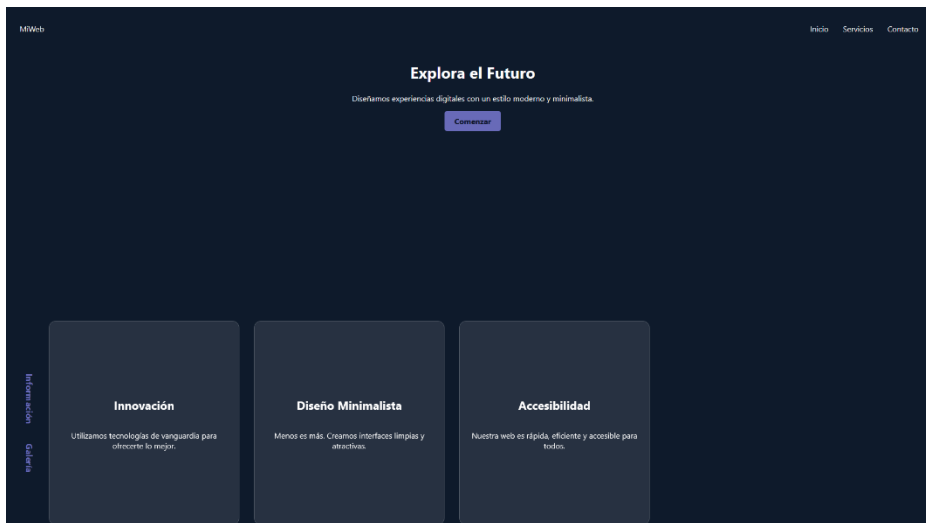 MiWeb
Inicio Servicios Contacto
Explora el Futuro
Diseñamos experiencias digitales con un estilo moderno y minimalista.
Comenzar
Información
Galería
Innovación
Utilizamos tecnologías de vanguardia para
ofrecerte lo mejor.
Diseño Minimalista
Menos es más. Creamos interfaces limpias y
atractivas.
Accesibilidad
Nuestra web es rápida, eficiente y accesible para
todos.